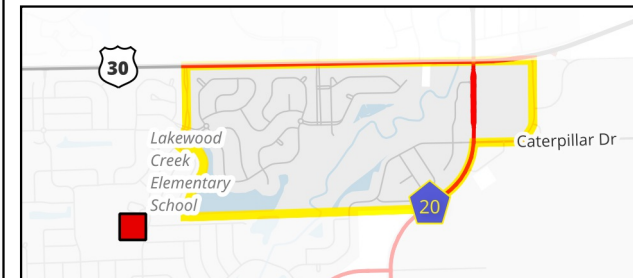 30
Lakewood
Creek
Elementary
School
Caterpillar Dr
20